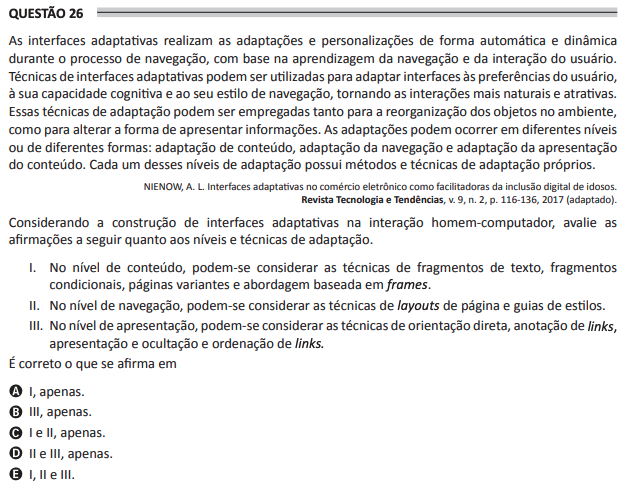 QUESTÃO 26
As interfaces adaptativas realizam as adaptações e personalizações de forma automática e dinâmica
durante o processo de navegação, com base na aprendizagem da navegação e da interação do usuário.
Técnicas de interfaces adaptativas podem ser utilizadas para adaptar interfaces às preferências do usuário,
à sua capacidade cognitiva e ao seu estilo de navegação, tornando as interações mais naturais e atrativas.
Essas técnicas de adaptação podem ser empregadas tanto para a reorganização dos objetos no ambiente,
como para alterar a forma de apresentar informações. As adaptações podem ocorrer em diferentes níveis
ou de diferentes formas: adaptação de conteúdo, adaptação da navegação e adaptação da apresentação
do conteúdo. Cada um desses níveis de adaptação possui métodos e técnicas de adaptação próprios.
NIENOW, A. L. Interfaces adaptativas no comércio eletrônico como facilitadoras da inclusão digital de idosos.
Revista Tecnologia e Tendências, v. 9, n. 2, p. 116-136, 2017 (adaptado).
Considerando a construção de interfaces adaptativas na interação homem-computador, avalie as
afirmações a seguir quanto aos níveis e técnicas de adaptação.
I. No nível de conteúdo, podem-se considerar as técnicas de fragmentos de texto, fragmentos
condicionais, páginas variantes e abordagem baseada em frames.
II. No nível de navegação, podem-se considerar as técnicas de layouts de página e guias de estilos.
III. No nível de apresentação, podem-se considerar as técnicas de orientação direta, anotação de links,
apresentação e ocultação e ordenação de links.
É correto o que se afirma em
A I, apenas.
B III, apenas.
C I e II, apenas.
D II e III, apenas.
E I, II e III.